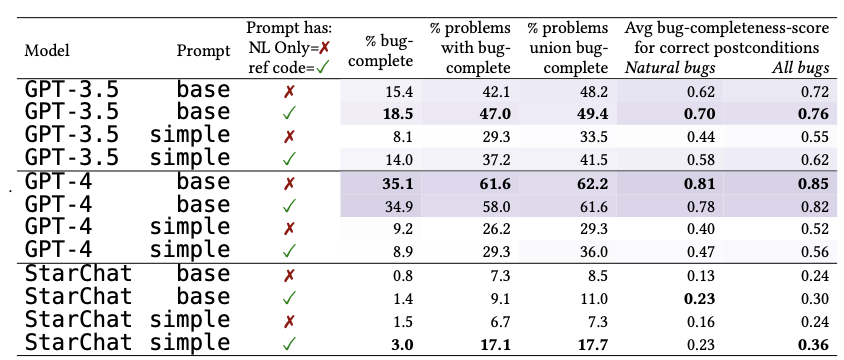 Model Prompt Prompt has: NL Only=✗ ref code=✓ % bug-complete % problems with bug-complete % problems union bug-complete Avg bug-completeness-score for correct postconditions Natural bugs All bugs
GPT-3.5 base ✗ 15.4 42.1 48.2 0.62 0.72
GPT-3.5 base ✓ 18.5 47.0 49.4 0.70 0.76
GPT-3.5 simple ✗ 8.1 29.3 33.5 0.44 0.55
GPT-3.5 simple ✓ 14.0 37.2 41.5 0.58 0.62
GPT-4 base ✗ 35.1 61.6 62.2 0.81 0.85
GPT-4 base ✓ 34.9 58.0 61.6 0.78 0.82
GPT-4 simple ✗ 9.2 26.2 29.3 0.40 0.52
GPT-4 simple ✓ 8.9 29.3 36.0 0.47 0.56
StarChat base ✗ 0.8 7.3 8.5 0.13 0.24
StarChat base ✓ 1.4 9.1 11.0 0.23 0.30
StarChat simple ✗ 1.5 6.7 7.3 0.16 0.24
StarChat simple ✓ 3.0 17.1 17.7 0.23 0.36